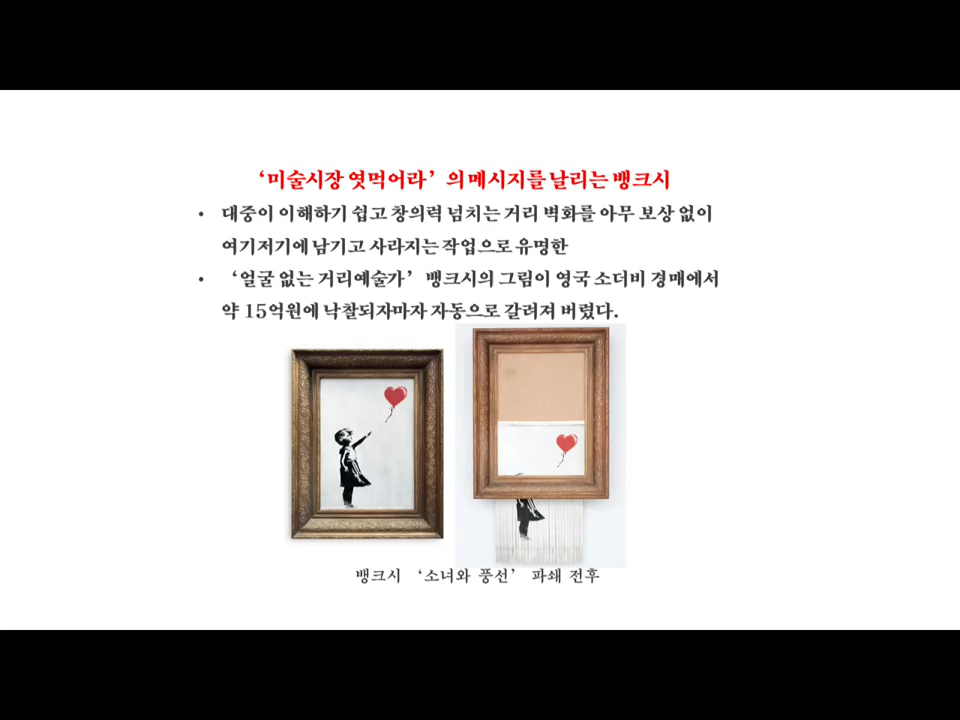 ‘미술시장 엿먹어라’의 메시지를 날리는 뱅크시
• 대중이 이해하기 쉽고 창의력 넘치는 거리 벽화를 아무 보상 없이
여기저기에 남기고 사라지는 작업으로 유명한
• ‘얼굴 없는 거리예술가’ 뱅크시의 그림이 영국 소더비 경매에서
약 15억원에 낙찰되자마자 자동으로 갈려져 버렸다.
뱅크시 ‘소녀와 풍선’ 파쇄 전후